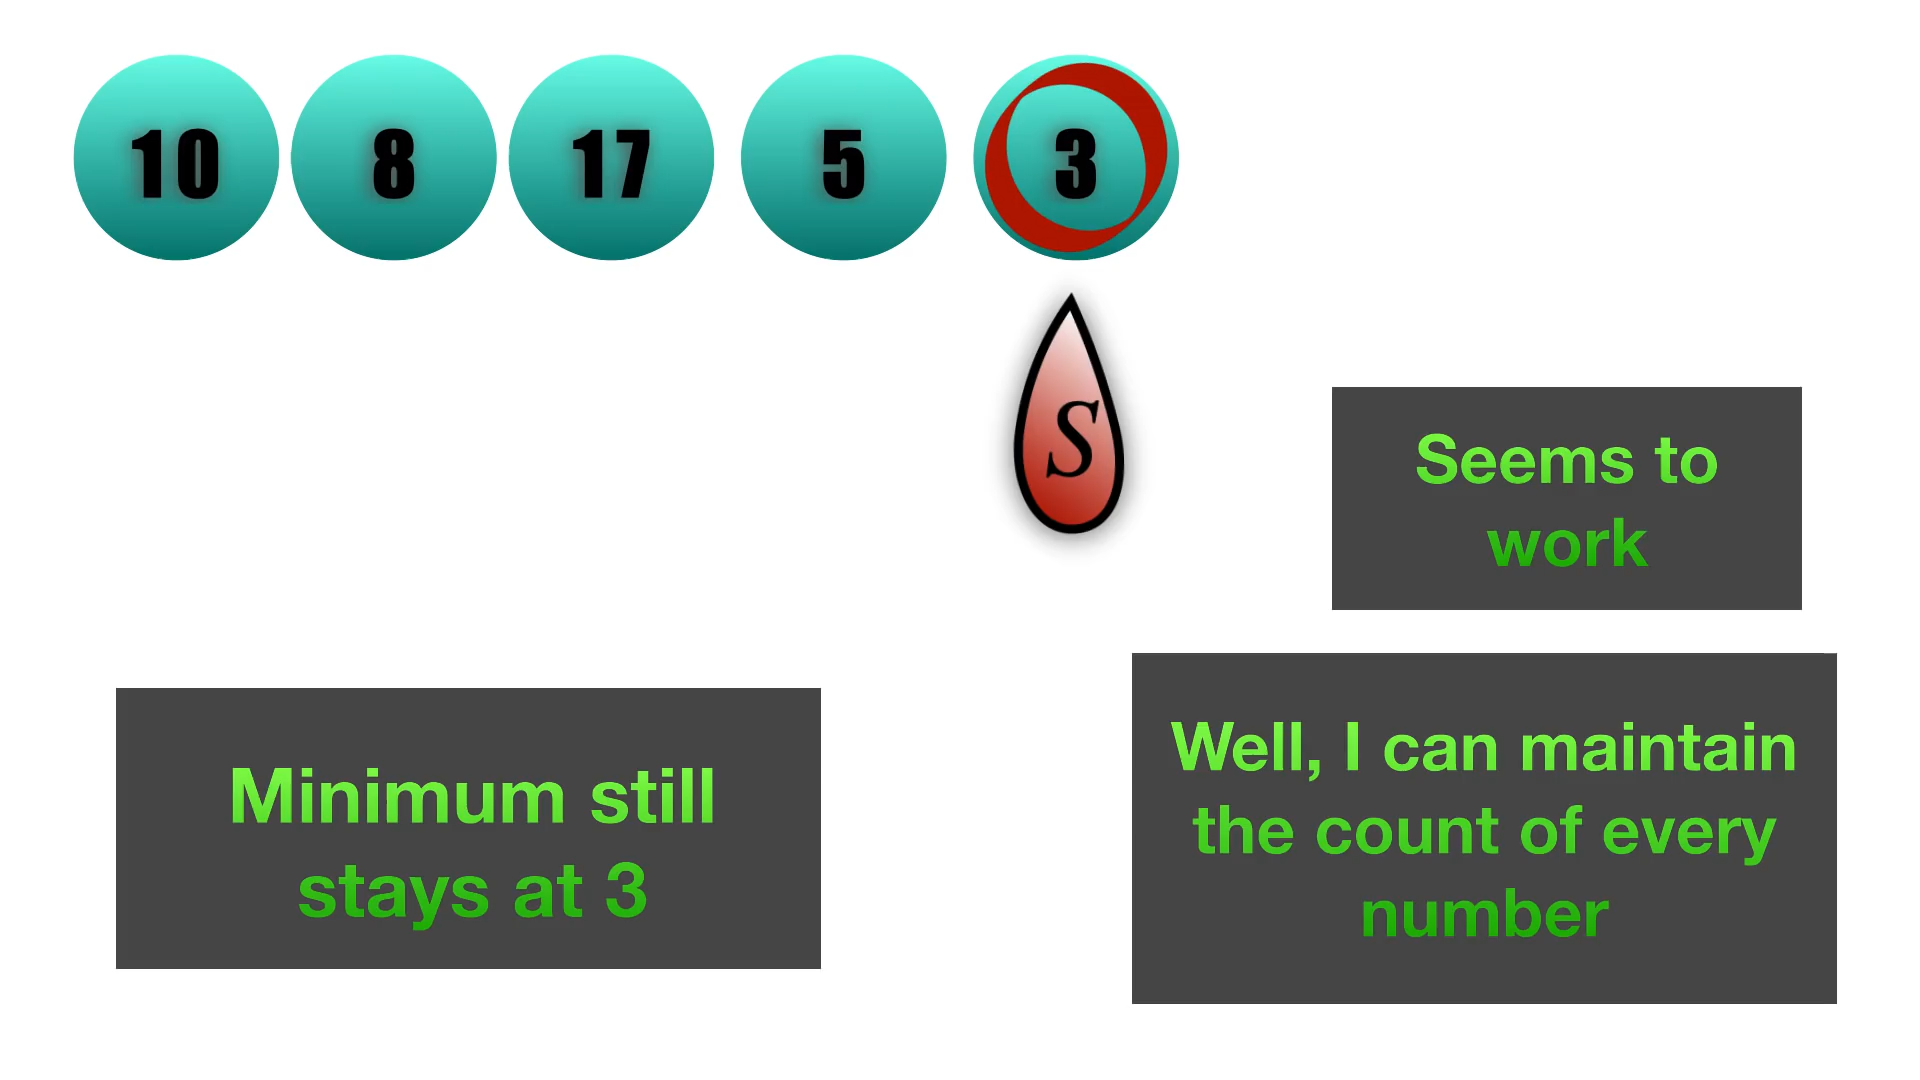 10 8 17 5 3
S
Seems to
work
Minimum still
stays at 3
Well, I can maintain
the count of every
number